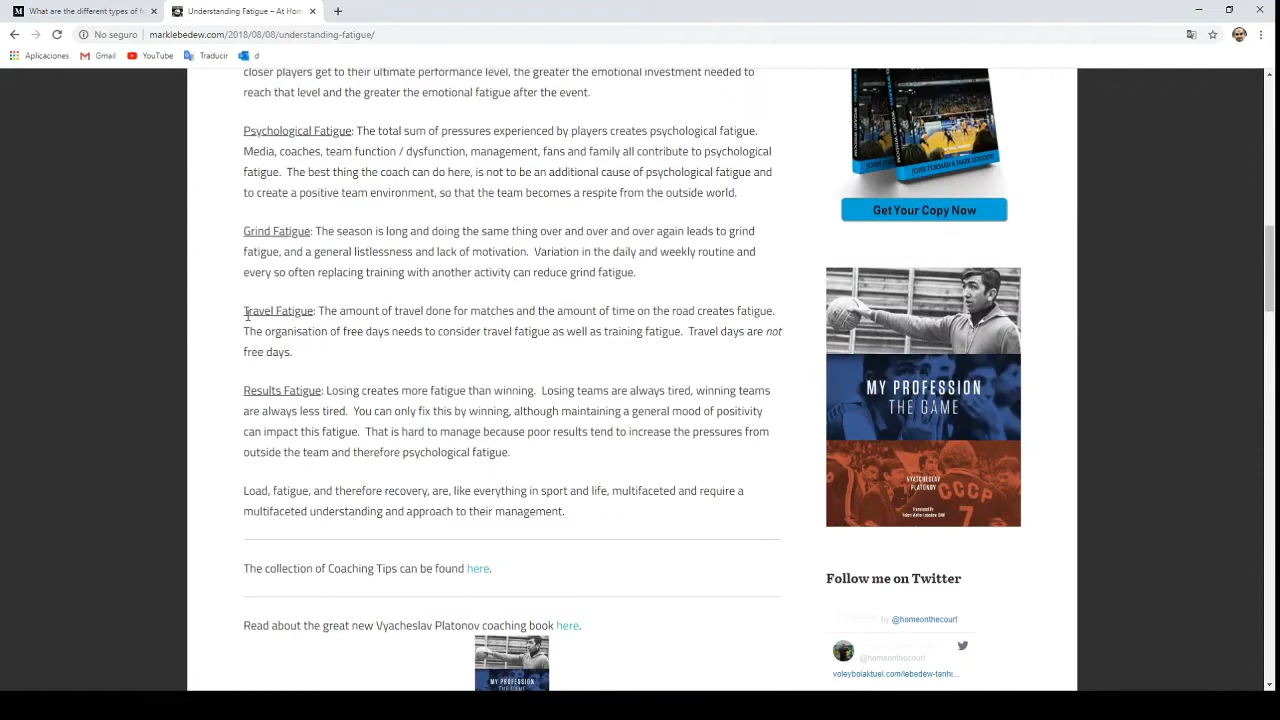 What are the different types of fa
Understanding Fatigue – At Hom
No seguro
marklebedew.com/2018/08/08/understanding-fatigue/
Aplicaciones
Gmail
YouTube
Traducir
d
closer players get to their ultimate performance level, the greater the emotional investment needed to
reach that level and the greater the emotional fatigue after the event.
Psychological Fatigue: The total sum of pressures experienced by players creates psychological fatigue.
Media, coaches, team function / dysfunction, management, fans and family all contribute to psychological
fatigue. The best thing the coach can do here, is not to be an additional cause of psychological fatigue and
to create a positive team environment, so that the team becomes a respite from the outside world.
Grind Fatigue: The season is long and doing the same thing over and over and over again leads to grind
fatigue, and a general listlessness and lack of motivation. Variation in the daily and weekly routine and
every so often replacing training with another activity can reduce grind fatigue.
Travel Fatigue: The amount of travel done for matches and the amount of time on the road creates fatigue.
The organisation of free days needs to consider travel fatigue as well as training fatigue. Travel days are not
free days.
Results Fatigue: Losing creates more fatigue than winning. Losing teams are always tired, winning teams
are always less tired. You can only fix this by winning, although maintaining a general mood of positivity
can impact this fatigue. That is hard to manage because poor results tend to increase the pressures from
outside the team and therefore psychological fatigue.
Load, fatigue, and therefore recovery, are, like everything in sport and life, multifaceted and require a
multifaceted understanding and approach to their management.
The collection of Coaching Tips can be found here.
Read about the great new Vyacheslav Platonov coaching book here.
MY PROFESSION
JOHN FORMAN & MARK LEBEDEW
Get Your Copy Now
MY PROFESSION
THE GAME
VYACHESLAV
PLATONOV
CCCP
7
Follow me on Twitter
by @homeonthecourt
@homeonthecourt
voleybolaktuel.com/lebedew-tarihi…